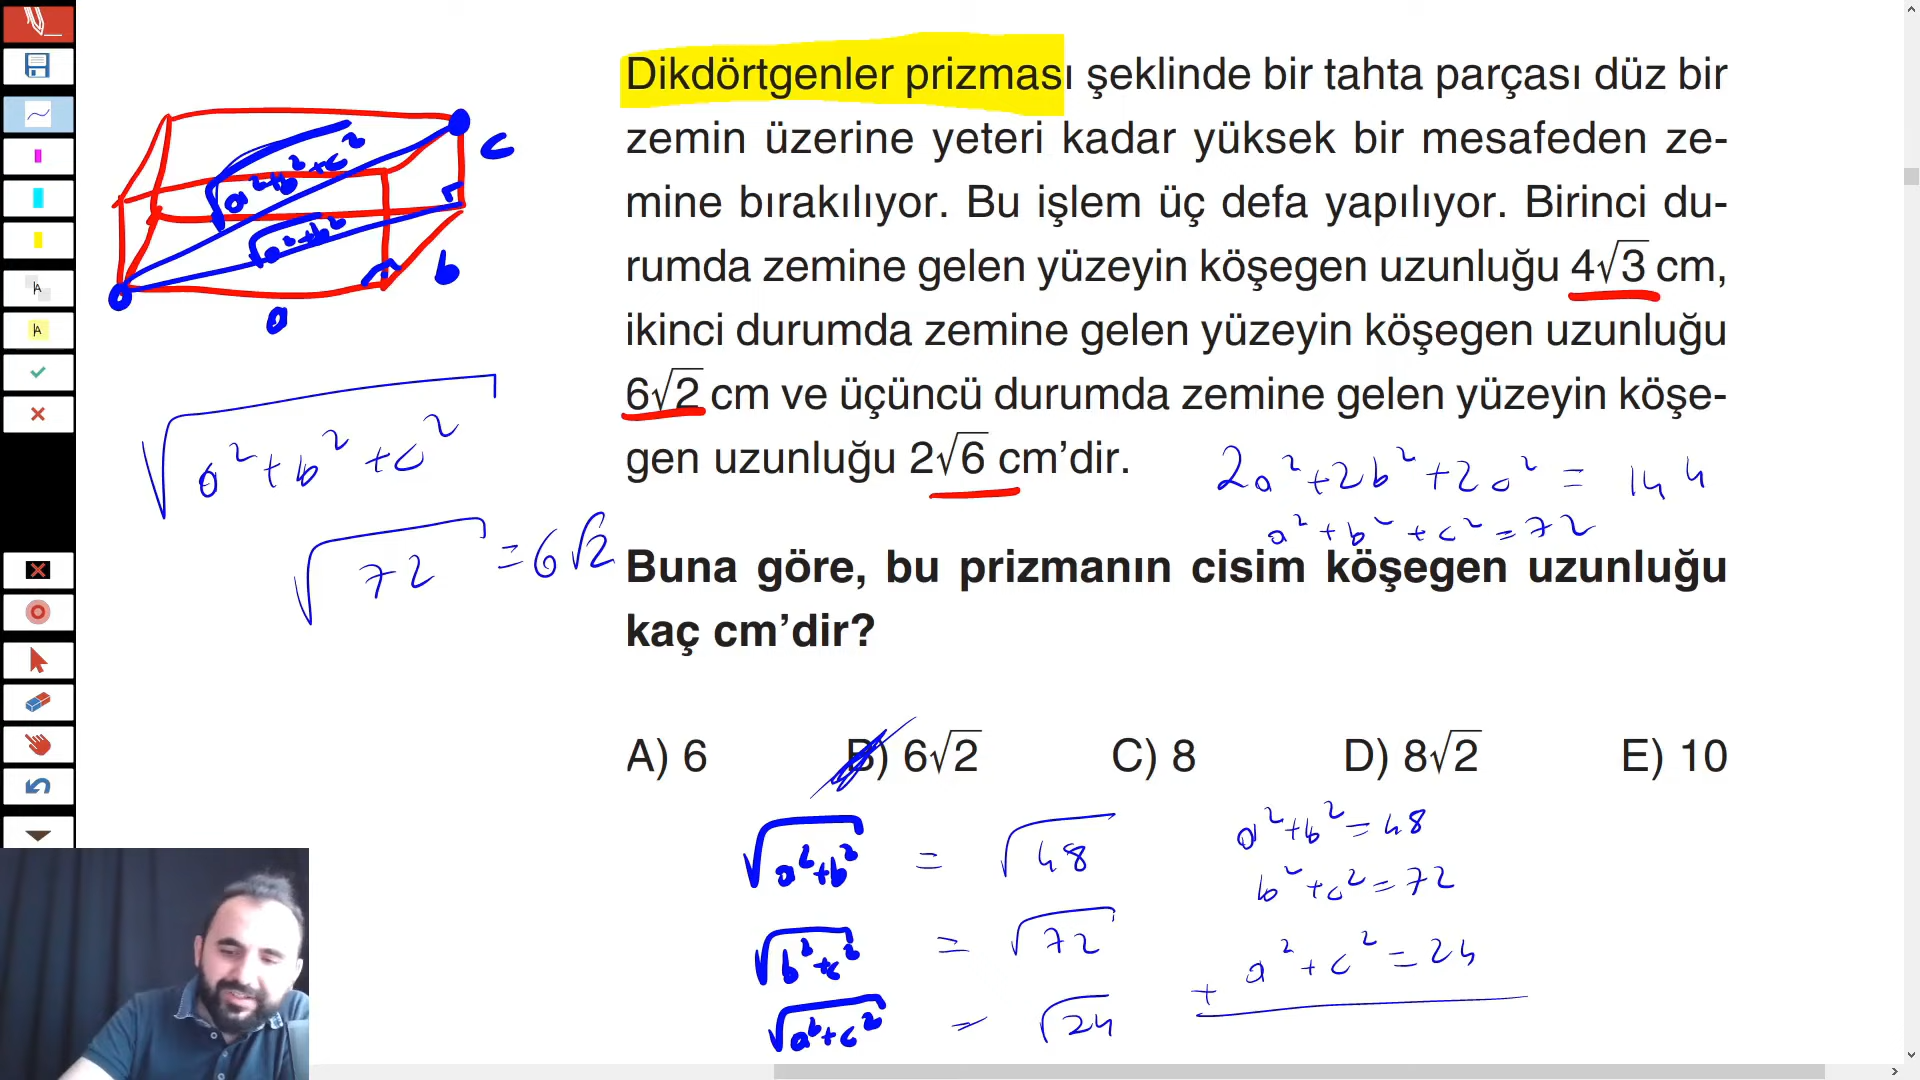 Dikdörtgenler prizması şeklinde bir tahta parçası düz bir
zemin üzerine yeteri kadar yüksek bir mesafeden ze-
mine bırakılıyor. Bu işlem üç defa yapılıyor. Birinci du-
rumda zemine gelen yüzeyin köşegen uzunluğu 4√3 cm,
ikinci durumda zemine gelen yüzeyin köşegen uzunluğu
6√2 cm ve üçüncü durumda zemine gelen yüzeyin köşe-
gen uzunluğu 2√6 cm'dir.
2a²+2b²+2c² = 144
a²+b²+c²=72
Buna göre, bu prizmanın cisim köşegen uzunluğu
kaç cm'dir?
A) 6 B) 6√2 C) 8 D) 8√2 E) 10
c
√a²+b²+c²
√a²+b²
b
a
√a²+b²+c²
√72 = 6√2
√a²+b² = √48
√b²+c² = √72
√a²+c² = √24
a²+b²=48
b²+c²=72
a²+c²=24
+